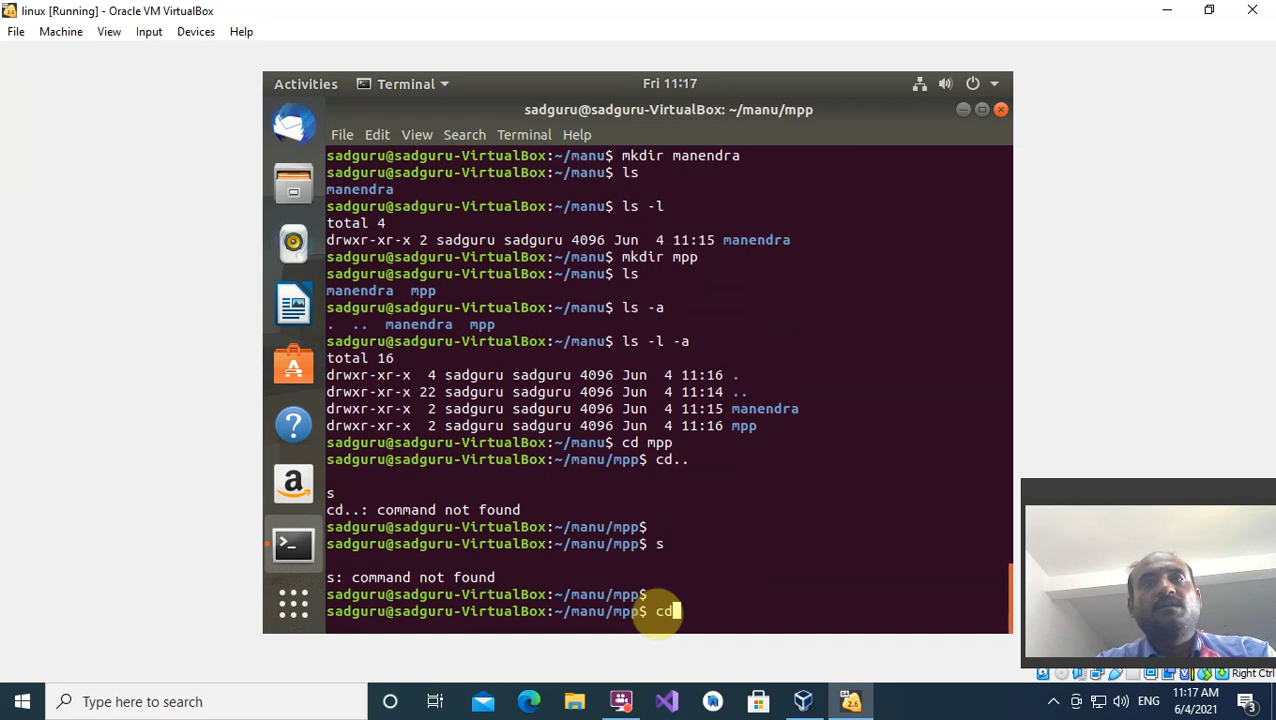 linux [Running] - Oracle VM VirtualBox
File Machine View Input Devices Help
Activities Terminal Fri 11:17
sadguru@sadguru-VirtualBox: ~/manu/mpp
File Edit View Search Terminal Help
sadguru@sadguru-VirtualBox:~/manu$ mkdir manendra
sadguru@sadguru-VirtualBox:~/manu$ ls
manendra
sadguru@sadguru-VirtualBox:~/manu$ ls -l
total 4
drwxr-xr-x 2 sadguru sadguru 4096 Jun  4 11:15 manendra
sadguru@sadguru-VirtualBox:~/manu$ mkdir mpp
sadguru@sadguru-VirtualBox:~/manu$ ls
manendra  mpp
sadguru@sadguru-VirtualBox:~/manu$ ls -a
.  ..  manendra  mpp
sadguru@sadguru-VirtualBox:~/manu$ ls -l -a
total 16
drwxr-xr-x  4 sadguru sadguru 4096 Jun  4 11:16 .
drwxr-xr-x 22 sadguru sadguru 4096 Jun  4 11:14 ..
drwxr-xr-x  2 sadguru sadguru 4096 Jun  4 11:15 manendra
drwxr-xr-x  2 sadguru sadguru 4096 Jun  4 11:16 mpp
sadguru@sadguru-VirtualBox:~/manu$ cd mpp
sadguru@sadguru-VirtualBox:~/manu/mpp$ cd..
s
cd..: command not found
sadguru@sadguru-VirtualBox:~/manu/mpp$
sadguru@sadguru-VirtualBox:~/manu/mpp$ s
s: command not found
sadguru@sadguru-VirtualBox:~/manu/mpp$
sadguru@sadguru-VirtualBox:~/manu/mpp$ cd
Right Ctrl
Type here to search
ENG
11:17 AM
6/4/2021
3
2.6